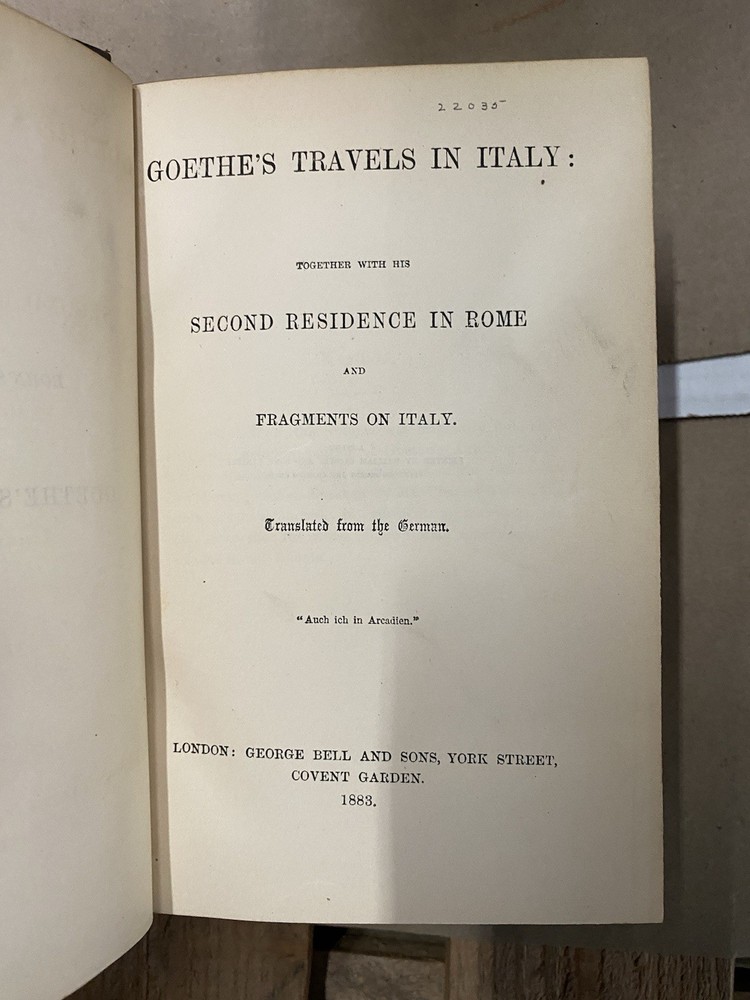 22035
GOETHE'S TRAVELS IN ITALY:
TOGETHER WITH HIS
SECOND RESIDENCE IN ROME
AND
FRAGMENTS ON ITALY.
Translated from the German.
"Auch ich in Arcadien."
LONDON: GEORGE BELL AND SONS, YORK STREET,
COVENT GARDEN.
1883.